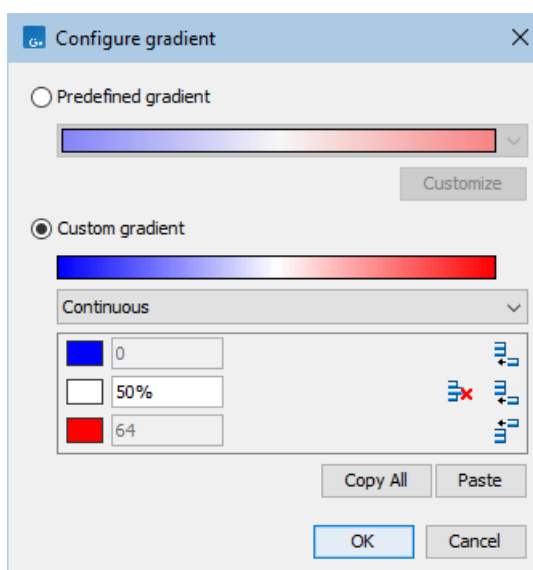 G.
Configure gradient
Predefined gradient
Customize
Custom gradient
Continuous
0
50%
64
Copy All Paste
OK Cancel